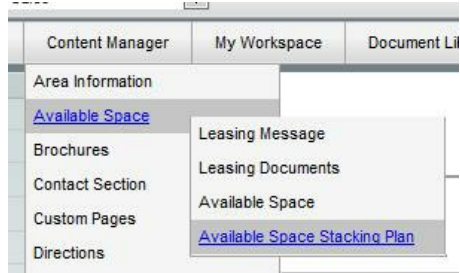 Content Manager My Workspace Document Li
Area Information
Available Space
Brochures
Contact Section
Custom Pages
Directions
Leasing Message
Leasing Documents
Available Space
Available Space Stacking Plan